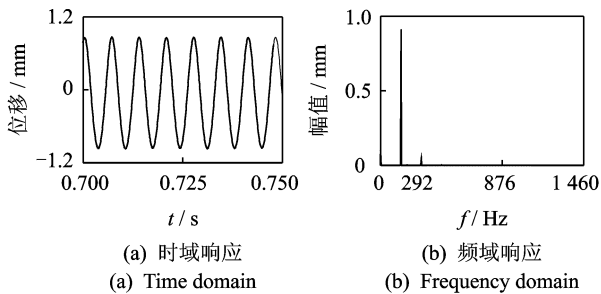 1.2
0
−1.2
位移 / mm
0.700
0.725
0.750
t / s
(a) 时域响应
(a) Time domain
1.0
0.5
0
幅值 / mm
0
292
876
1 460
f / Hz
(b) 频域响应
(b) Frequency domain